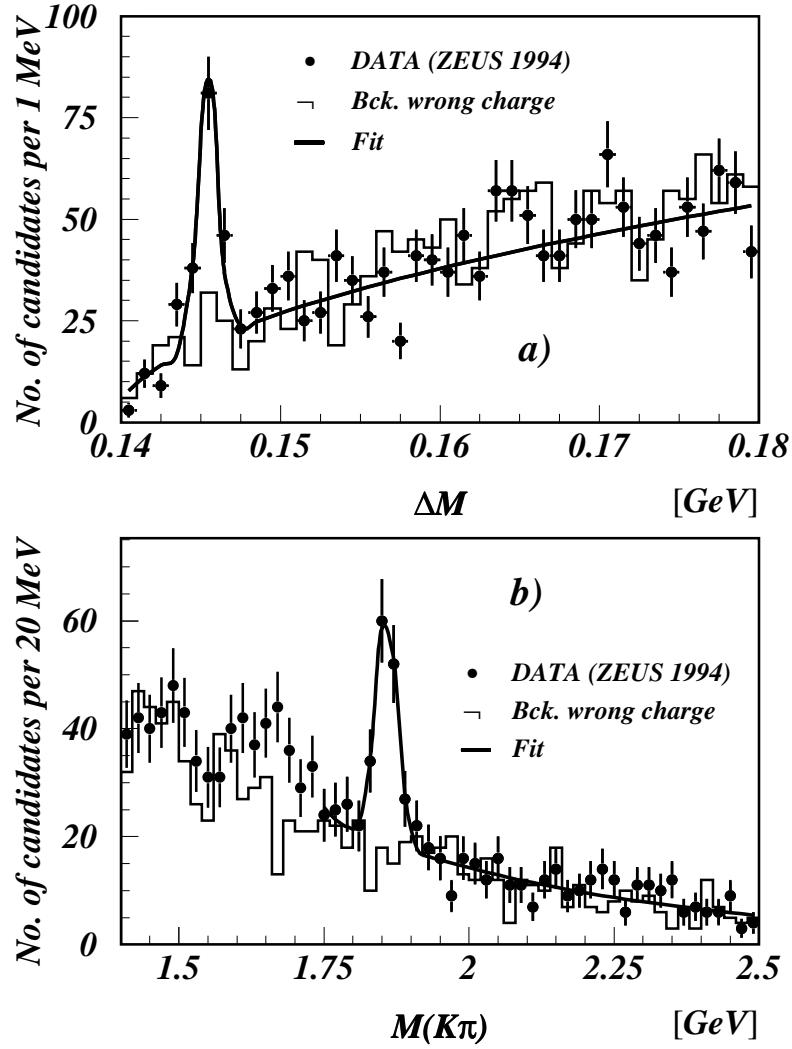 No. of candidates per 1 MeV
100
75
50
25
0
DATA (ZEUS 1994)
Bck. wrong charge
Fit
a)
0.14 0.15 0.16 0.17 0.18
ΔM [GeV]
No. of candidates per 20 MeV
60
40
20
0
b)
DATA (ZEUS 1994)
Bck. wrong charge
Fit
1.5 1.75 2 2.25 2.5
M(Kπ) [GeV]